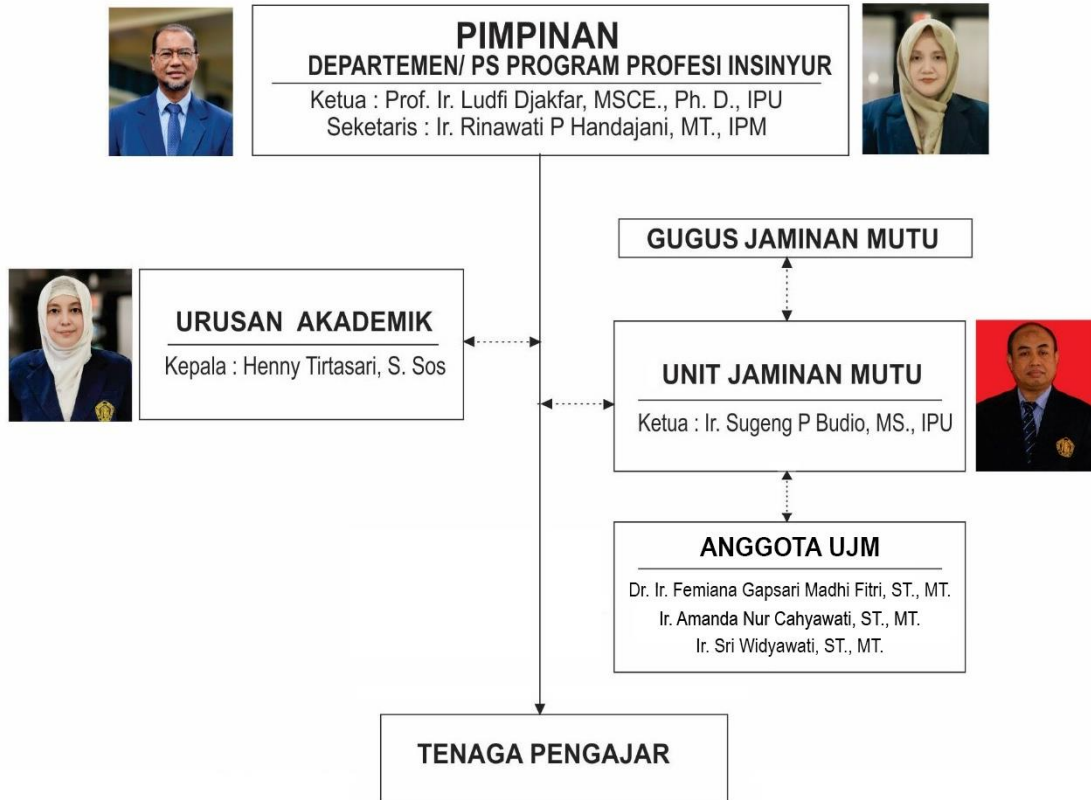 PIMPINAN
DEPARTEMEN/ PS PROGRAM PROFESI INSINYUR
Ketua : Prof. Ir. Ludfi Djakfar, MSCE., Ph. D., IPU
Seketaris : Ir. Rinawati P Handajani, MT., IPM
GUGUS JAMINAN MUTU
URUSAN AKADEMIK
Kepala : Henny Tirtasari, S. Sos
UNIT JAMINAN MUTU
Ketua : Ir. Sugeng P Budio, MS., IPU
ANGGOTA UJM
Dr. Ir. Femiana Gapsari Madhi Fitri, ST., MT.
Ir. Amanda Nur Cahyawati, ST., MT.
Ir. Sri Widyawati, ST., MT.
TENAGA PENGAJAR